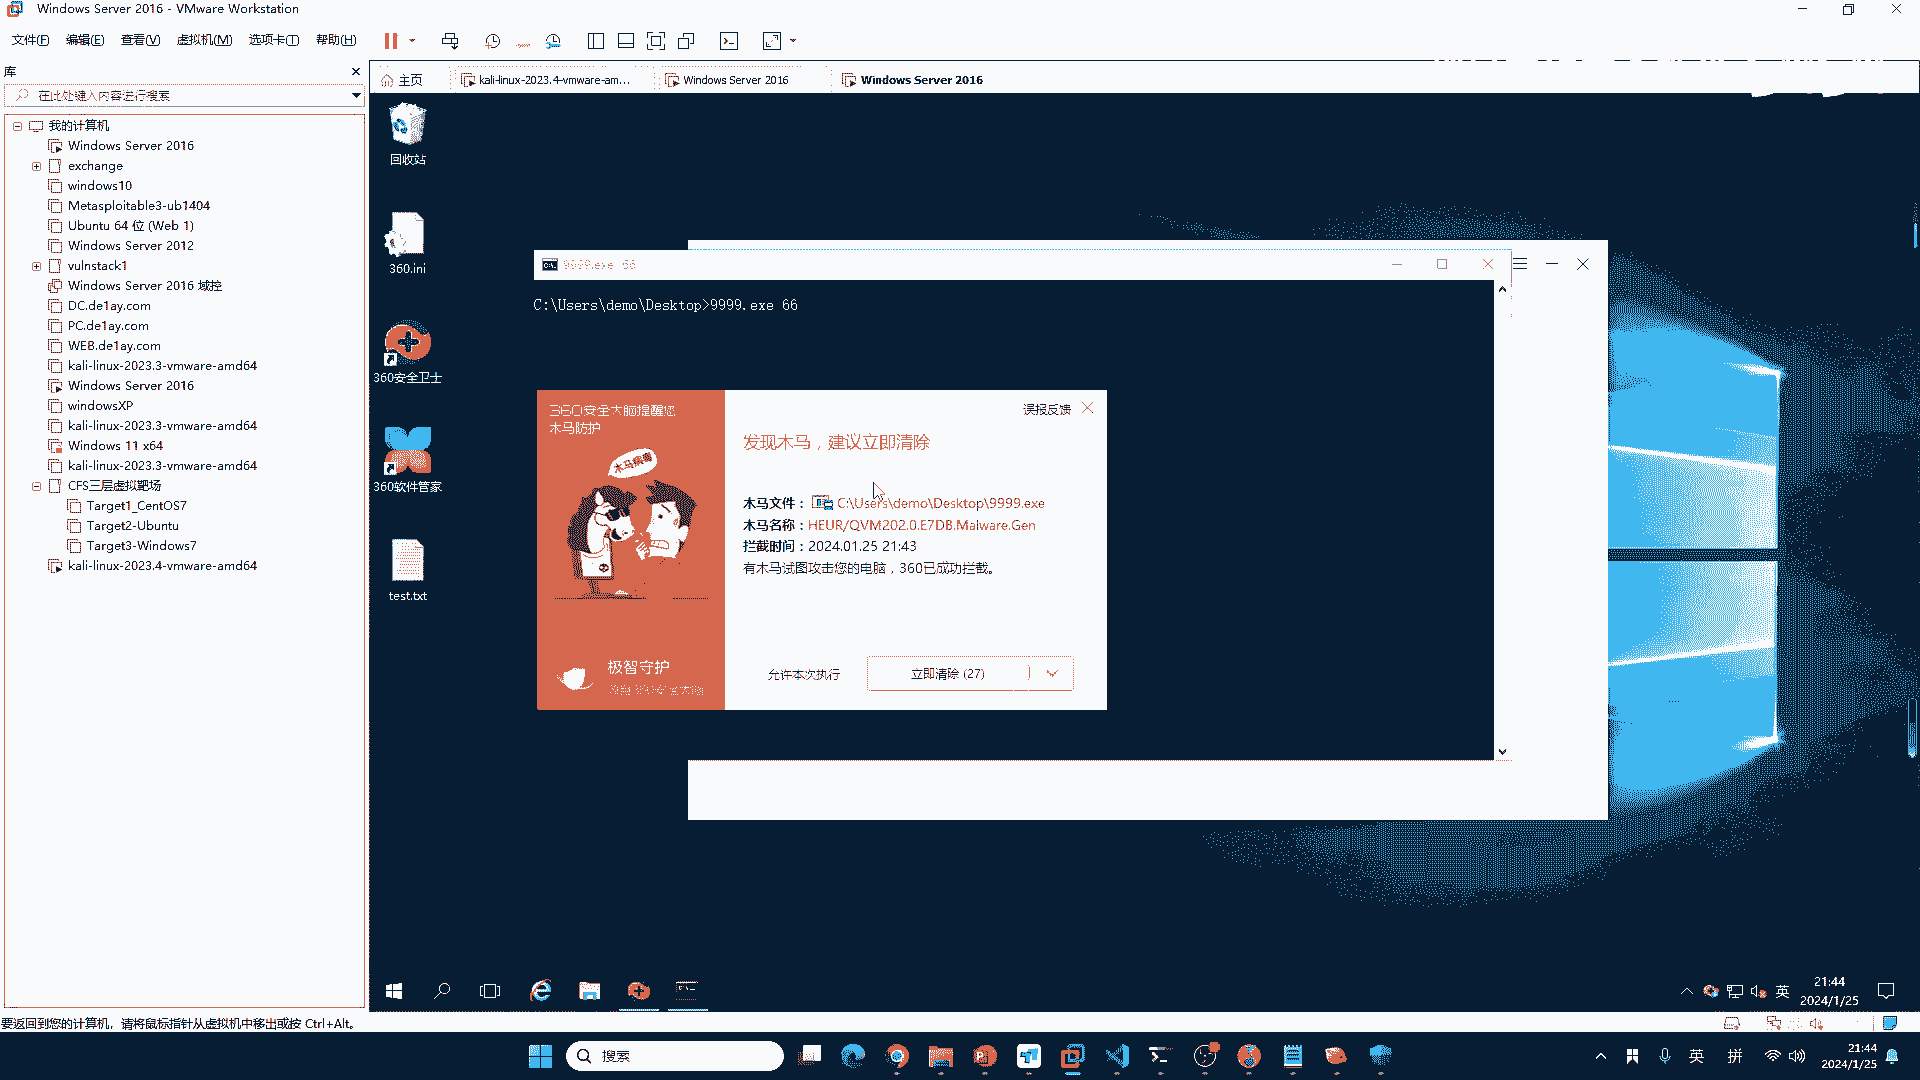 Windows Server 2016 - VMware Workstation
文件(F) 编辑(E) 查看(V) 虚拟机(M) 选项卡(T) 帮助(H)
库
在此处键入内容进行搜索
我的计算机
Windows Server 2016
exchange
windows10
Metasploitable3-ub1404
Ubuntu 64 位 (Web 1)
Windows Server 2012
vulnstack1
Windows Server 2016 域控
DC.de1ay.com
PC.de1ay.com
WEB.de1ay.com
kali-linux-2023.3-vmware-amd64
Windows Server 2016
windowsXP
kali-linux-2023.3-vmware-amd64
Windows 11 x64
kali-linux-2023.3-vmware-amd64
CFS三层虚拟靶场
Target1_CentOS7
Target2-Ubuntu
Target3-Windows7
kali-linux-2023.4-vmware-amd64
主页
kali-linux-2023.4-vmware-am...
Windows Server 2016
Windows Server 2016
回收站
360.ini
360安全卫士
360软件管家
test.txt
9999.exe 66
C:\Users\demo\Desktop>9999.exe 66
360安全大脑提醒您
木马防护
木马病毒
极智守护
误报反馈
发现木马，建议立即清除
木马文件： C:\Users\demo\Desktop\9999.exe
木马名称：HEUR/QVM202.0.E7DB.Malware.Gen
拦截时间：2024.01.25 21:43
有木马试图攻击您的电脑，360已成功拦截。
允许本次执行
立即清除 (27)
英
21:44
2024/1/25
要返回到您的计算机，请将鼠标指针从虚拟机中移出或按 Ctrl+Alt。
搜索
英
拼
21:44
2024/1/25